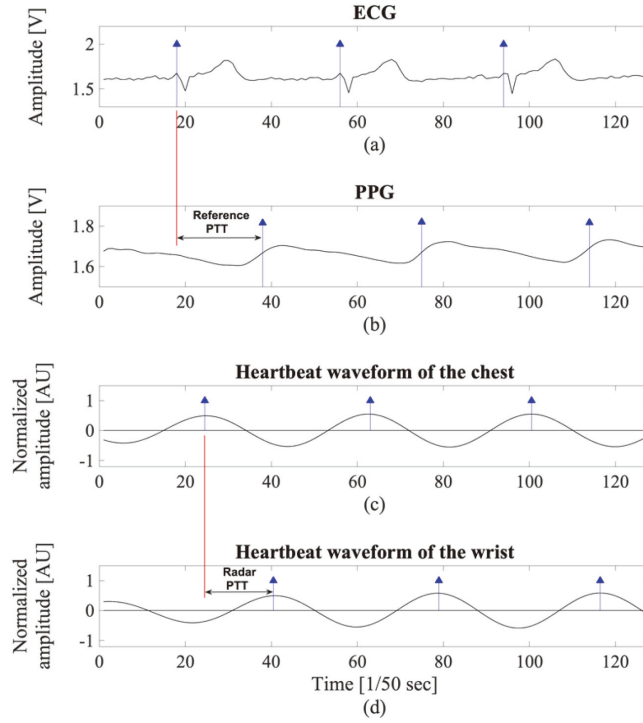 ECG
Amplitude [V]
2
1.5
0 20 40 60 80 100 120
(a)
PPG
Amplitude [V]
1.8
1.6
Reference
PTT
0 20 40 60 80 100 120
(b)
Heartbeat waveform of the chest
Normalized
amplitude [AU]
1
0
-1
0 20 40 60 80 100 120
(c)
Heartbeat waveform of the wrist
Normalized
amplitude [AU]
1
0
-1
Radar
PTT
0 20 40 60 80 100 120
Time [1/50 sec]
(d)